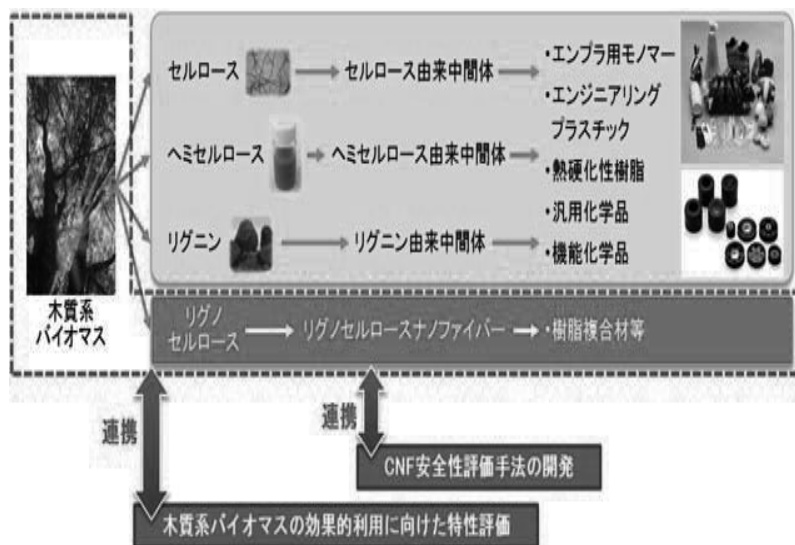 セルロース
セルロース由来中間体
ヘミセルロース
ヘミセルロース由来中間体
リグニン
リグニン由来中間体
・エンプラ用モノマー
・エンジニアリング
プラスチック
・熱硬化性樹脂
・汎用化学品
・機能化学品
木質系
バイオマス
リグノ
セルロース
リグノセルロースナノファイバー
・樹脂複合材等
連携
連携
CNF安全性評価手法の開発
木質系バイオマスの効果的利用に向けた特性評価